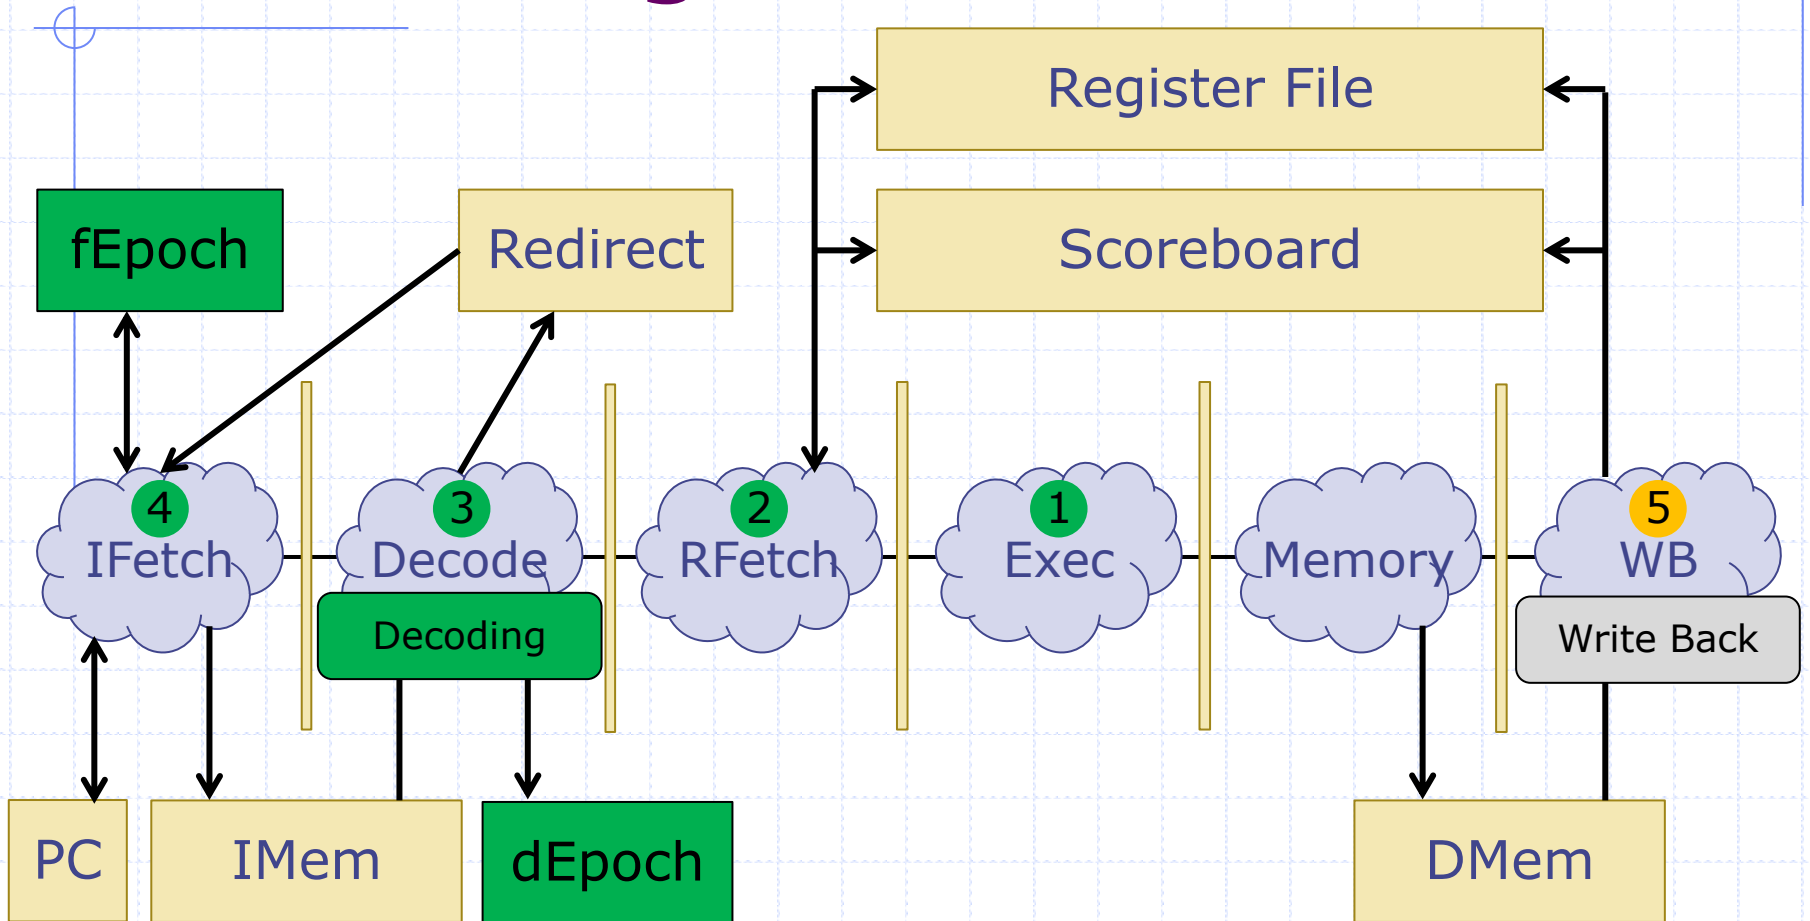 Register File
fEpoch
Redirect
Scoreboard
4
3
2
1
5
IFetch
Decode
RFetch
Exec
Memory
WB
Decoding
Write Back
PC
IMem
dEpoch
DMem